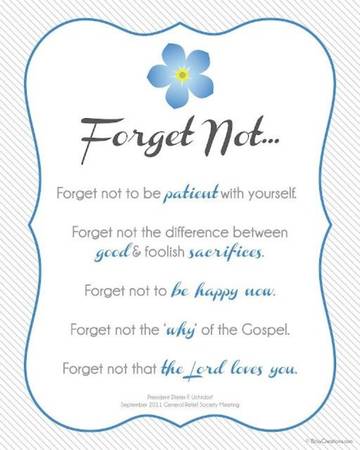 Forget Not...
Forget not to be patient with yourself.
Forget not the difference between
good & foolish sacrifices.
Forget not to be happy now.
Forget not the 'why' of the Gospel.
Forget not that the Lord loves you.
President Dieter F. Uchtdorf
September 2011 General Relief Society Meeting